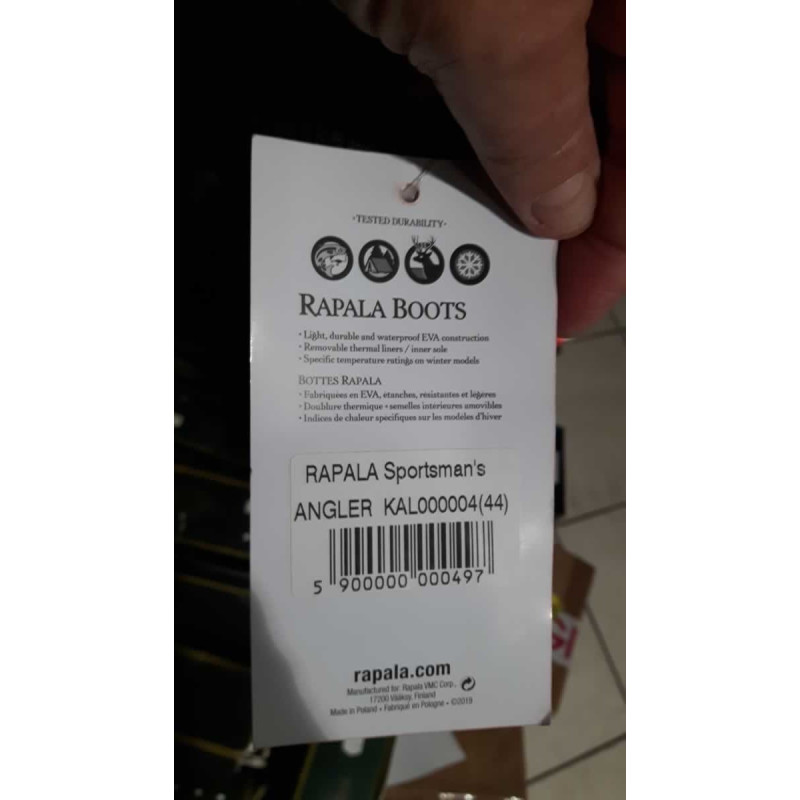 •TESTED DURABILITY•
RAPALA BOOTS
• Light, durable and waterproof EVA construction
• Removable thermal liners / inner sole
• Specific temperature ratings on winter models
BOTTES RAPALA
• Fabriquées en EVA, étanches, resistantes et légeres
• Doublure thermique + semelles intérieures amovibles
• Indices de chaleur spécifiques sur les modèles d'hiver
RAPALA Sportsman's
ANGLER KAL000004(44)
5 900000 000497
rapala.com
Manufactured for: Rapala VMC Corp.,
17200 Vääksy, Finland
Made in Poland • Fabriqué en Pologne • ©2019